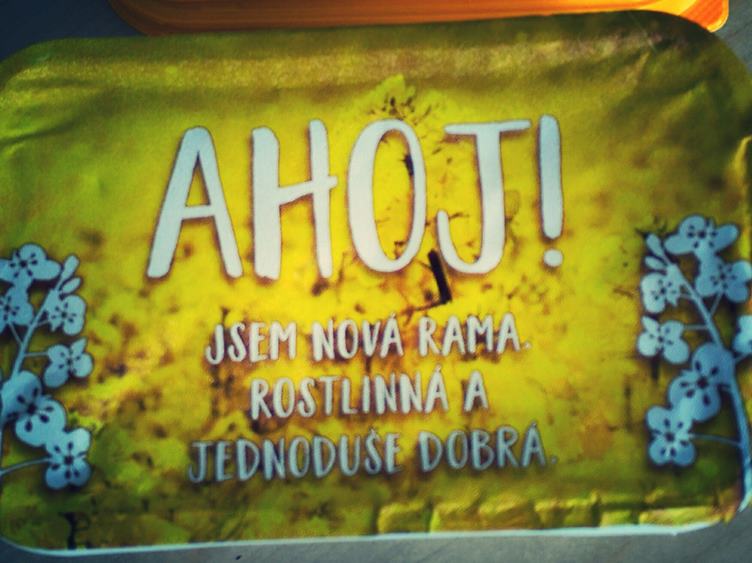 AHOJ!
JSEM NOVÁ RAMA.
ROSTLINNÁ A
JEDNODUŠE DOBRÁ.